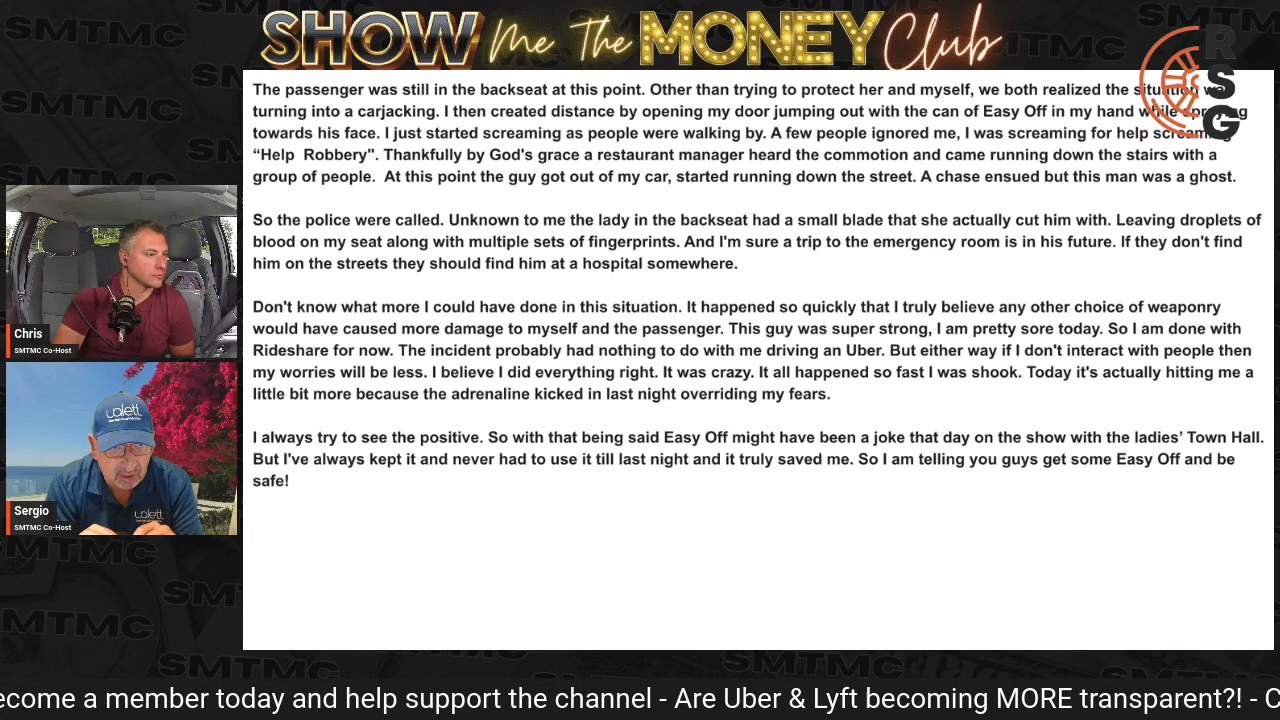 SHOW Me The MONEY Club
RSG
The passenger was still in the backseat at this point. Other than trying to protect her and myself, we both realized the situation
turning into a carjacking. I then created distance by opening my door jumping out with the can of Easy Off in my hand while
towards his face. I just started screaming as people were walking by. A few people ignored me, I was screaming for help screaming
“Help  Robbery". Thankfully by God's grace a restaurant manager heard the commotion and came running down the stairs with a
group of people.  At this point the guy got out of my car, started running down the street. A chase ensued but this man was a ghost.
So the police were called. Unknown to me the lady in the backseat had a small blade that she actually cut him with. Leaving droplets of
blood on my seat along with multiple sets of fingerprints. And I'm sure a trip to the emergency room is in his future. If they don't find
him on the streets they should find him at a hospital somewhere.
Don't know what more I could have done in this situation. It happened so quickly that I truly believe any other choice of weaponry
would have caused more damage to myself and the passenger. This guy was super strong, I am pretty sore today. So I am done with
Rideshare for now. The incident probably had nothing to do with me driving an Uber. But either way if I don't interact with people then
my worries will be less. I believe I did everything right. It was crazy. It all happened so fast I was shook. Today it's actually hitting me a
little bit more because the adrenaline kicked in last night overriding my fears.
I always try to see the positive. So with that being said Easy Off might have been a joke that day on the show with the ladies’ Town Hall.
But I've always kept it and never had to use it till last night and it truly saved me. So I am telling you guys get some Easy Off and be
safe!
Chris
SMTMC Co-Host
ualett
ualett
Sergio
SMTMC Co-Host
SMTMC
SMTMC
SMTMC
SMTMC
SMTMC
SMTMC
ecome a member today and help support the channel - Are Uber & Lyft becoming MORE transparent?! - C